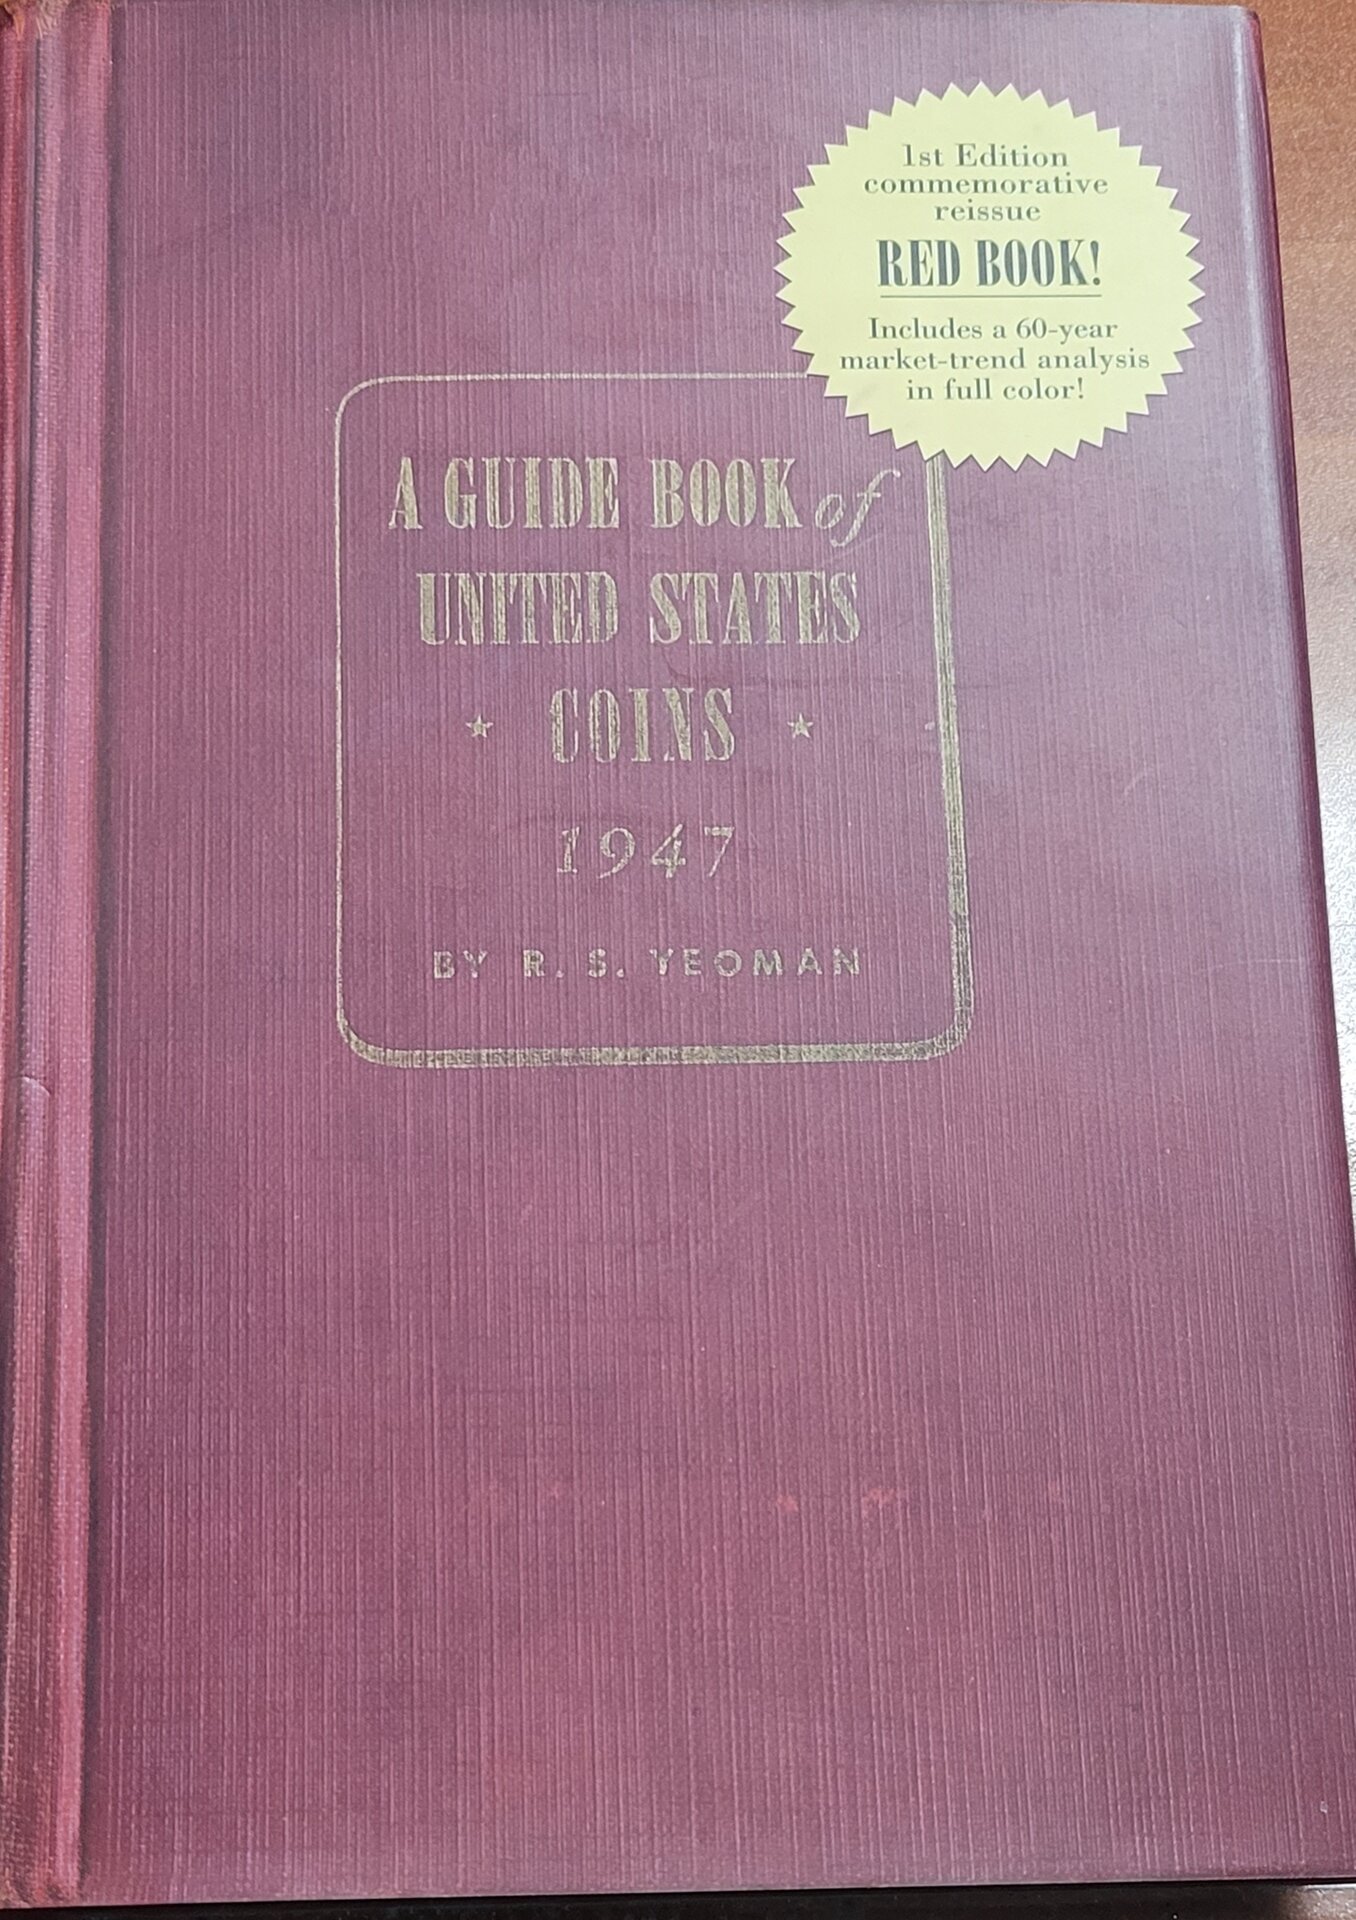 1st Edition
commemorative
reissue
RED BOOK!
Includes a 60-year
market-trend analysis
in full color!
A GUIDE BOOK of
UNITED STATES
★ COINS ★
1947
BY R. S. YEOMAN